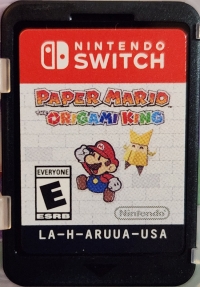 NINTENDO
SWITCH
PAPER MARIO
THE ORIGAMI KING
EVERYONE
E
ESRB
Nintendo
LA-H-ARUUA-USA